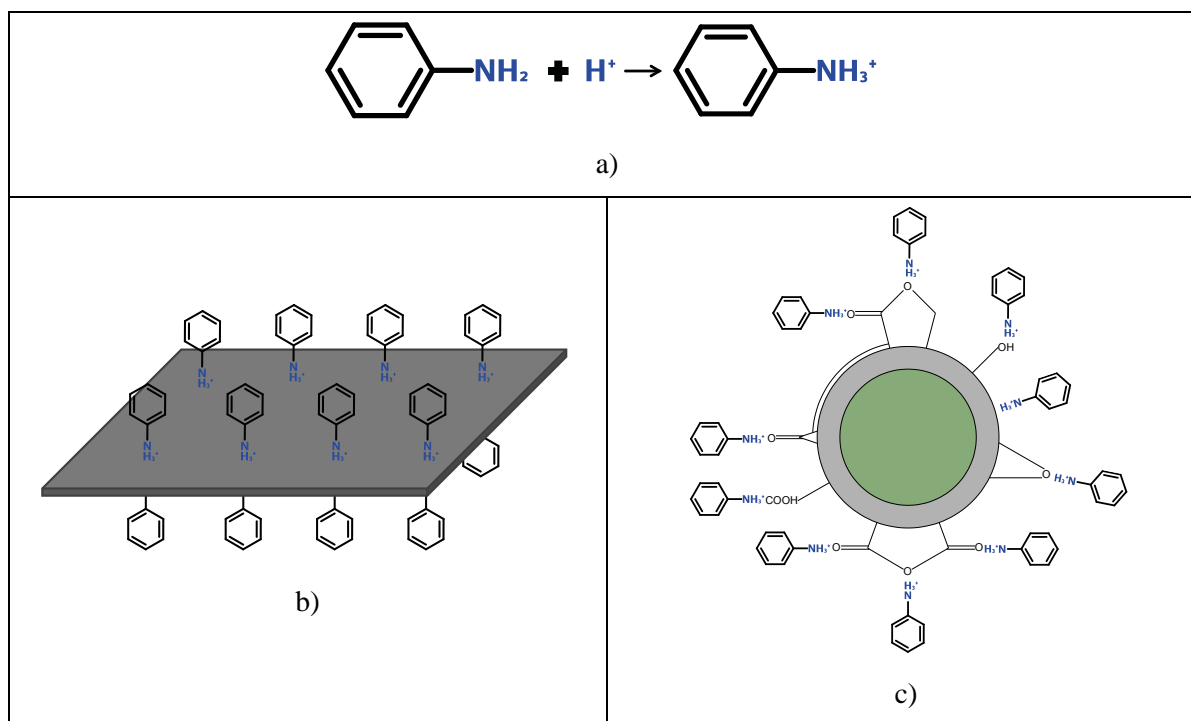 NH₂ + H⁺ → NH₃⁺
a)
N N N N
H₃⁺ H₃⁺ H₃⁺ H₃⁺
N N N N
H₃⁺ H₃⁺ H₃⁺ H₃⁺
b)
N
H₃⁺
O
NH₃⁺ O
N
H₃⁺
OH
H₃⁺N
NH₃⁺ O
O H₃⁺N
NH₃⁺ COOH
NH₃⁺ O O H₃⁺N
O
H₃⁺
N
c)